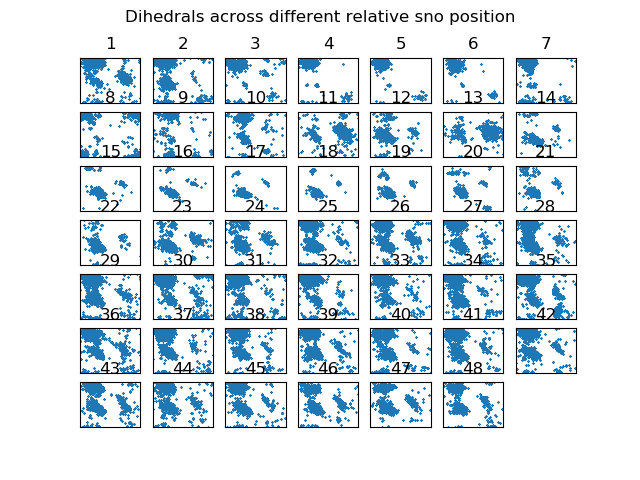 Dihedrals across different relative sno position
1 2 3 4 5 6 7
8 9 10 11 12 13 14
15 16 17 18 19 20 21
22 23 24 25 26 27 28
29 30 31 32 33 34 35
36 37 38 39 40 41 42
43 44 45 46 47 48